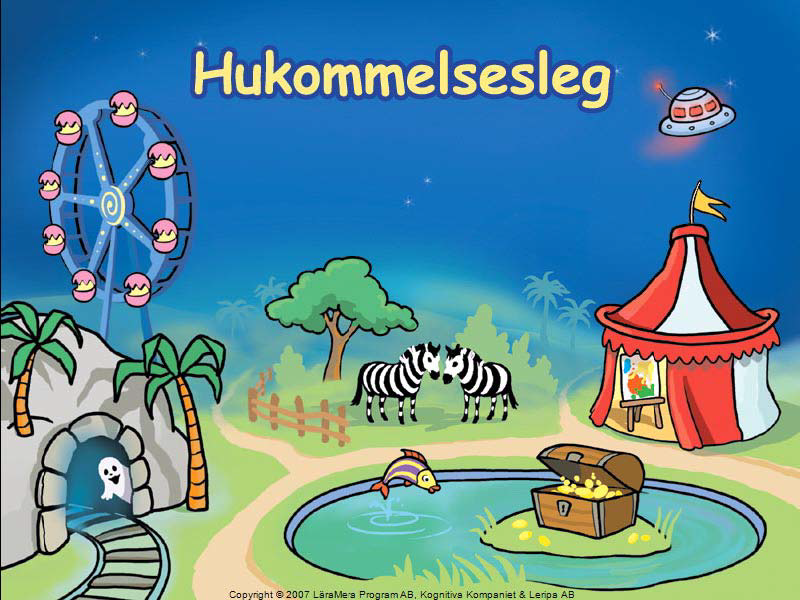 Hukommelsesleg
Copyright © 2007 LäraMera Program AB, Kognitiva Kompaniet & Leripa AB